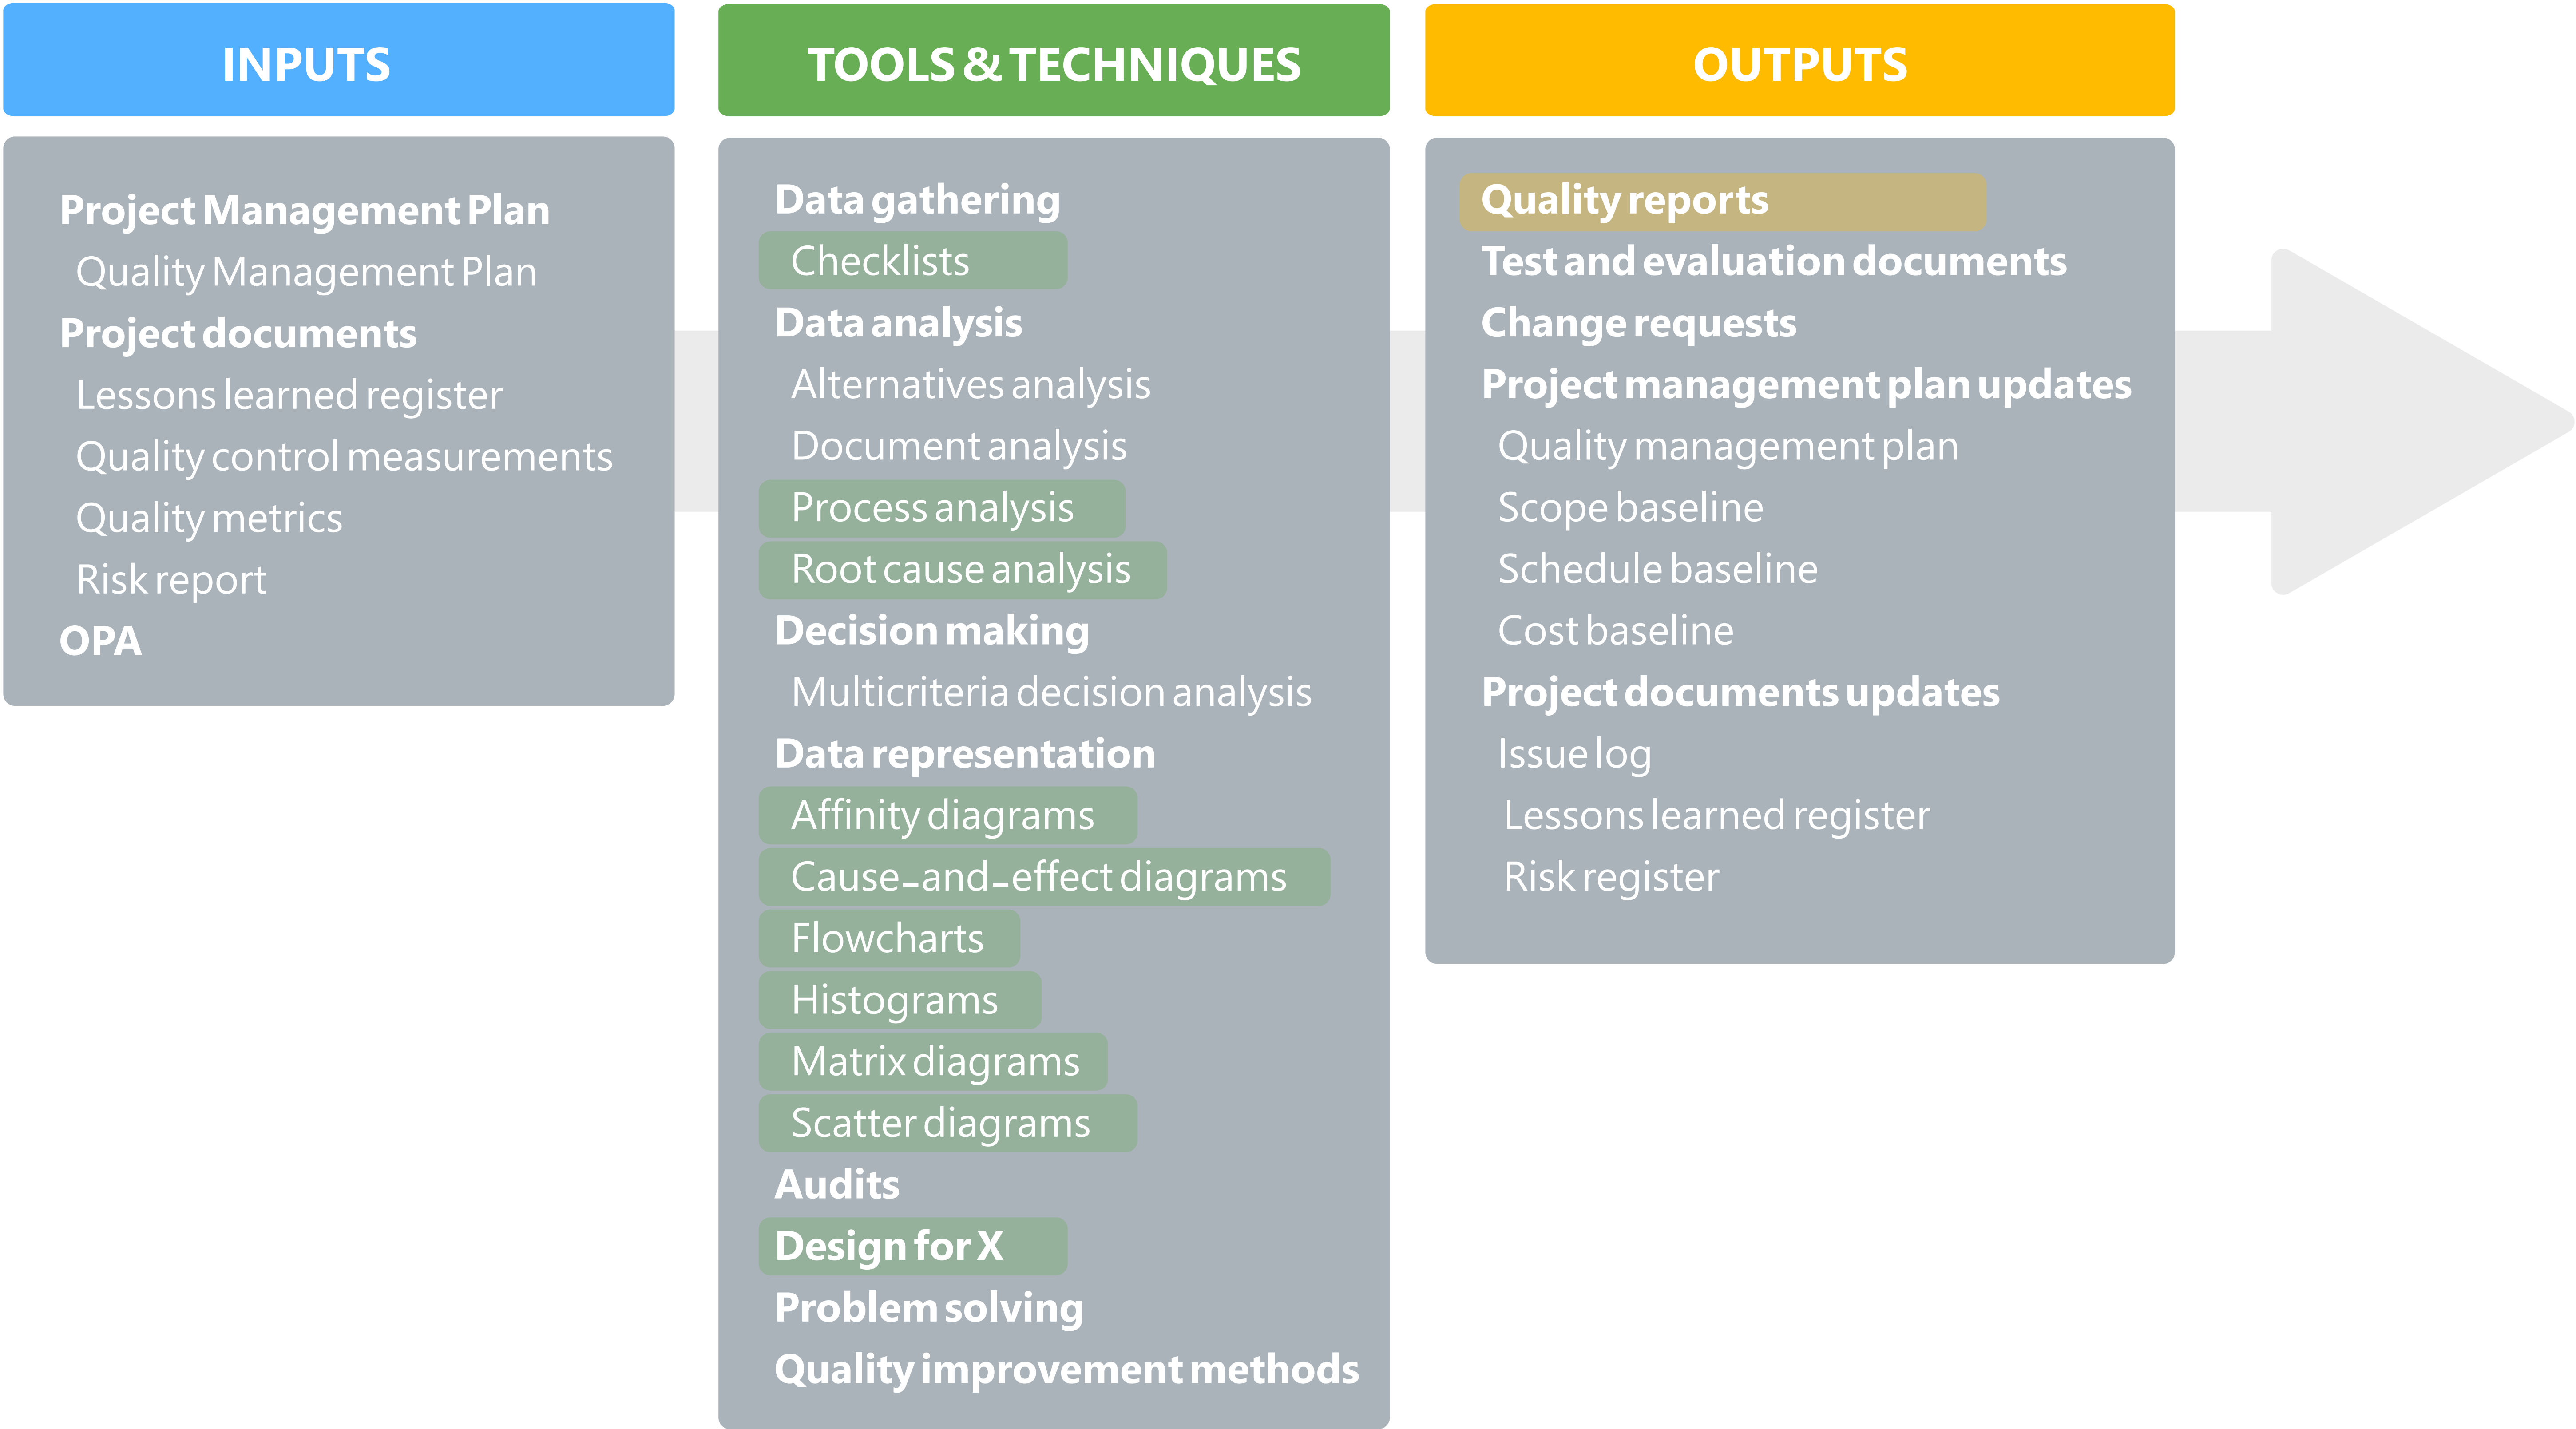 INPUTS
Project Management Plan
Quality Management Plan
Project documents
Lessons learned register
Quality control measurements
Quality metrics
Risk report
OPA
TOOLS & TECHNIQUES
Data gathering
Checklists
Data analysis
Alternatives analysis
Document analysis
Process analysis
Root cause analysis
Decision making
Multicriteria decision analysis
Data representation
Affinity diagrams
Cause-and-effect diagrams
Flowcharts
Histograms
Matrix diagrams
Scatter diagrams
Audits
Design for X
Problem solving
Quality improvement methods
OUTPUTS
Quality reports
Test and evaluation documents
Change requests
Project management plan updates
Quality management plan
Scope baseline
Schedule baseline
Cost baseline
Project documents updates
Issue log
Lessons learned register
Risk register